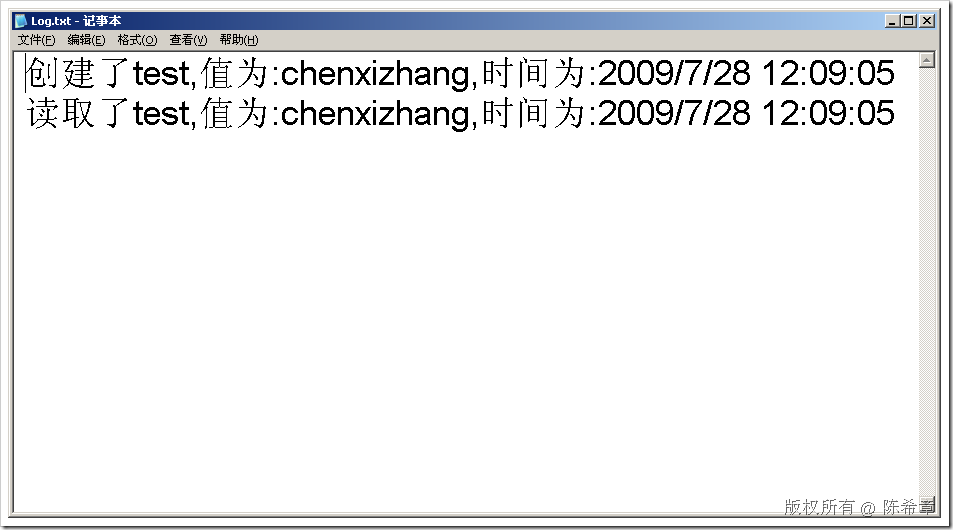 Log.txt - 记事本
文件(F) 编辑(E) 格式(O) 查看(V) 帮助(H)
创建了test,值为:chenxizhang,时间为:2009/7/28 12:09:05
读取了test,值为:chenxizhang,时间为:2009/7/28 12:09:05
版权所有 @ 陈希章